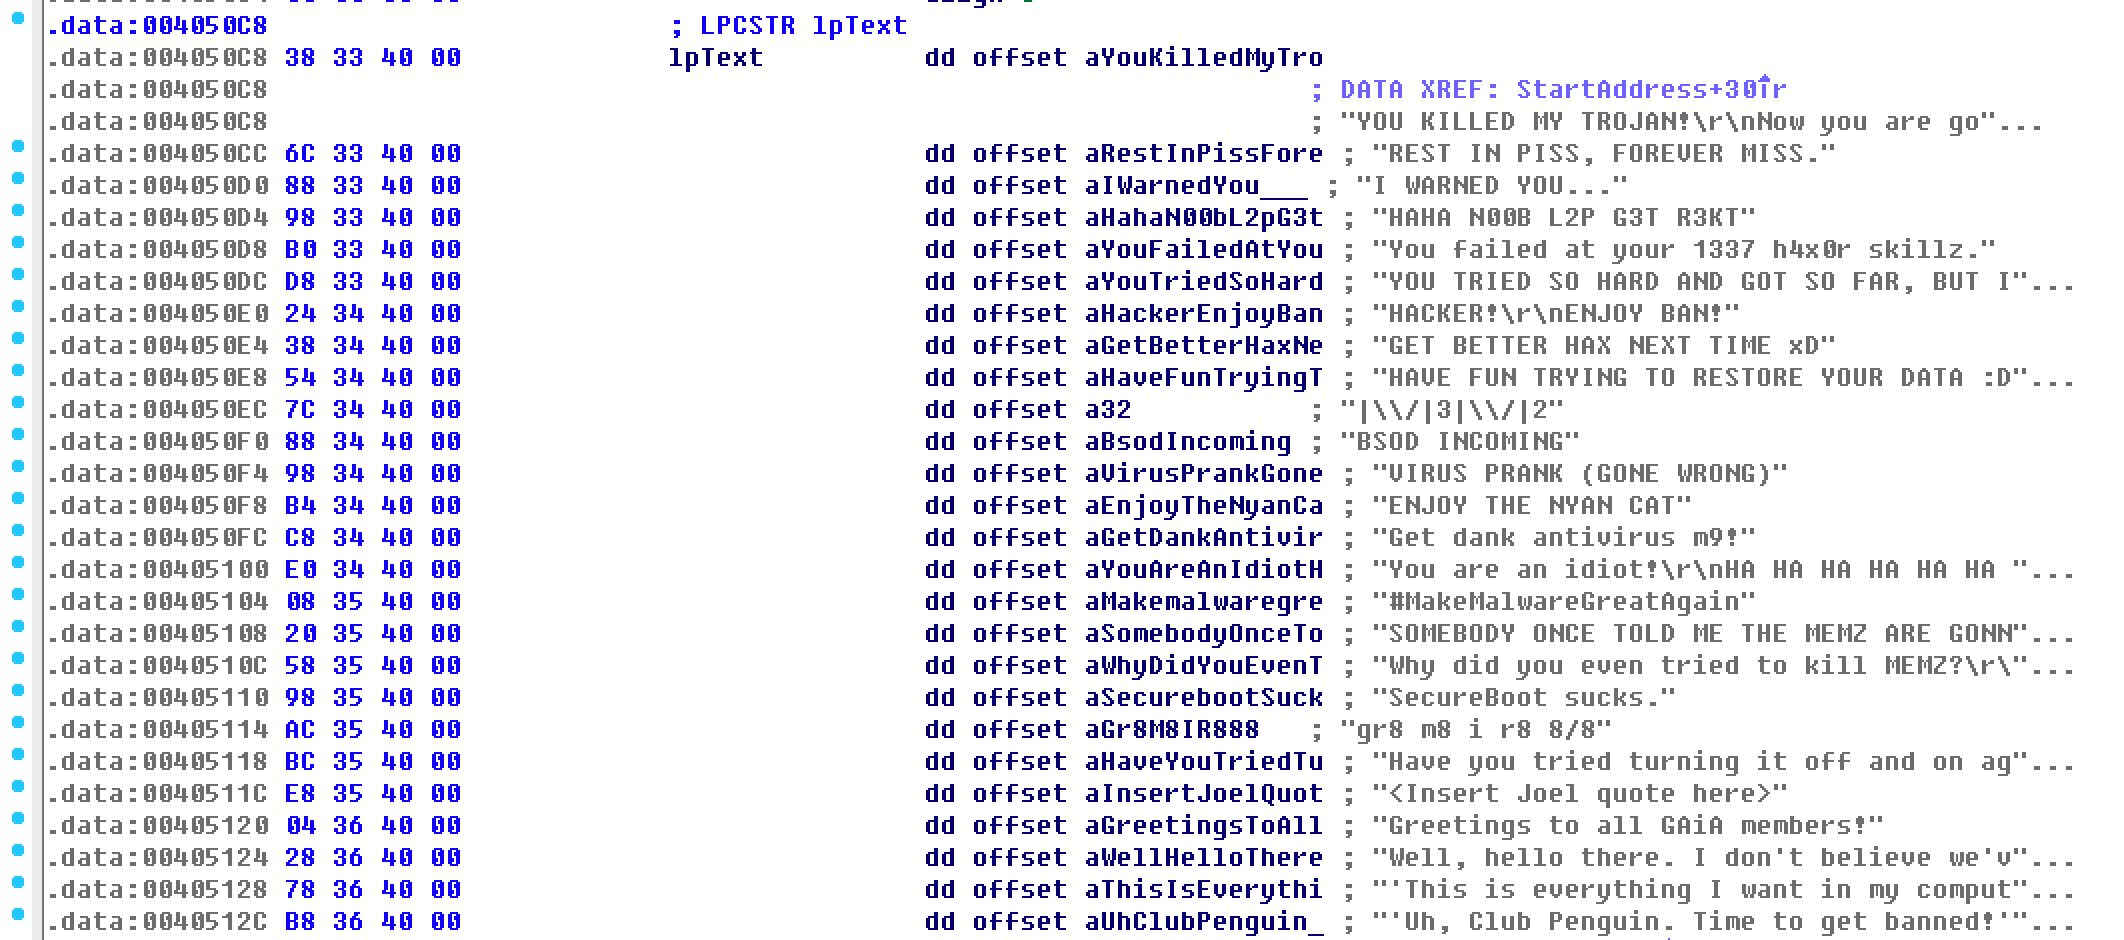 .data:004050C8 ; LPCSTR lpText
.data:004050C8 38 33 40 00 lpText dd offset aYouKilledMyTro
.data:004050C8 ; DATA XREF: StartAddress+30↑r
.data:004050C8 ; "YOU KILLED MY TROJAN!\r\nNow you are go"...
.data:004050CC 6C 33 40 00 dd offset aRestInPissFore ; "REST IN PISS, FOREVER MISS."
.data:004050D0 88 33 40 00 dd offset aIWarnedYou___ ; "I WARNED YOU..."
.data:004050D4 98 33 40 00 dd offset aHahaN00bL2pG3t ; "HAHA N00B L2P G3T R3KT"
.data:004050D8 B0 33 40 00 dd offset aYouFailedAtYou ; "You failed at your 1337 h4x0r skillz."
.data:004050DC D8 33 40 00 dd offset aYouTriedSoHard ; "YOU TRIED SO HARD AND GOT SO FAR, BUT I"...
.data:004050E0 24 34 40 00 dd offset aHackerEnjoyBan ; "HACKER!\r\nENJOY BAN!"
.data:004050E4 38 34 40 00 dd offset aGetBetterHaxNe ; "GET BETTER HAX NEXT TIME xD"
.data:004050E8 54 34 40 00 dd offset aHaveFunTryingT ; "HAVE FUN TRYING TO RESTORE YOUR DATA :D"...
.data:004050EC 7C 34 40 00 dd offset a32 ; "|\\/|3|\\/|2"
.data:004050F0 88 34 40 00 dd offset aBsodIncoming ; "BSOD INCOMING"
.data:004050F4 98 34 40 00 dd offset aVirusPrankGone ; "VIRUS PRANK (GONE WRONG)"
.data:004050F8 B4 34 40 00 dd offset aEnjoyTheNyanCa ; "ENJOY THE NYAN CAT"
.data:004050FC C8 34 40 00 dd offset aGetDankAntivir ; "Get dank antivirus m9!"
.data:00405100 E0 34 40 00 dd offset aYouAreAnIdiotH ; "You are an idiot!\r\nHA HA HA HA HA HA "...
.data:00405104 08 35 40 00 dd offset aMakemalwaregre ; "#MakeMalwareGreatAgain"
.data:00405108 20 35 40 00 dd offset aSomebodyOnceTo ; "SOMEBODY ONCE TOLD ME THE MEMZ ARE GONN"...
.data:0040510C 58 35 40 00 dd offset aWhyDidYouEvenT ; "Why did you even tried to kill MEMZ?\r\"...
.data:00405110 98 35 40 00 dd offset aSecurebootSuck ; "SecureBoot sucks."
.data:00405114 AC 35 40 00 dd offset aGr8M8IR888 ; "gr8 m8 i r8 8/8"
.data:00405118 BC 35 40 00 dd offset aHaveYouTriedTu ; "Have you tried turning it off and on ag"...
.data:0040511C E8 35 40 00 dd offset aInsertJoelQuot ; "<Insert Joel quote here>"
.data:00405120 04 36 40 00 dd offset aGreetingsToAll ; "Greetings to all GAiA members!"
.data:00405124 28 36 40 00 dd offset aWellHelloThere ; "Well, hello there. I don't believe we'v"...
.data:00405128 78 36 40 00 dd offset aThisIsEverythi ; "'This is everything I want in my comput"...
.data:0040512C B8 36 40 00 dd offset aUhClubPenguin_ ; "'Uh, Club Penguin. Time to get banned!'"...